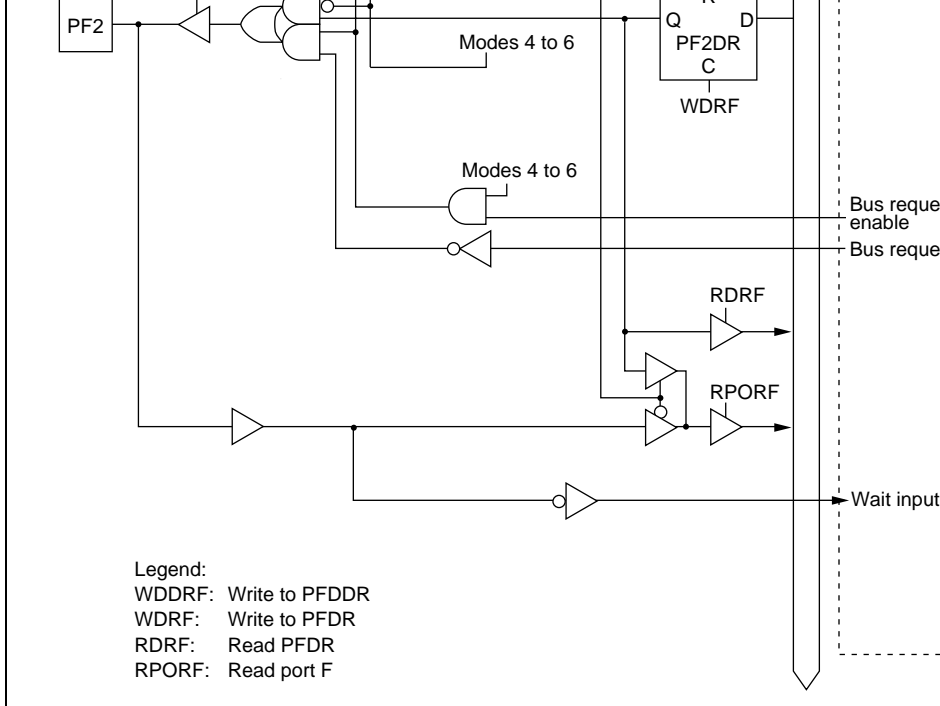 PF2
Q D
PF2DR
C
WDRF
Modes 4 to 6
Modes 4 to 6
Bus reque
enable
Bus reque
RDRF
RPORF
Wait input
Legend:
WDDRF: Write to PFDDR
WDRF: Write to PFDR
RDRF: Read PFDR
RPORF: Read port F